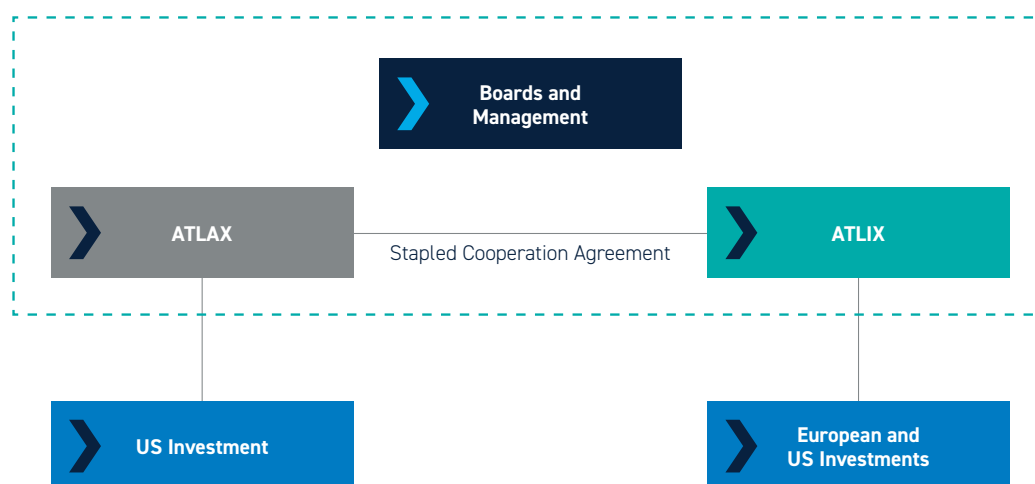 Boards and
Management
ATLAX
Stapled Cooperation Agreement
ATLIX
US Investment
European and
US Investments